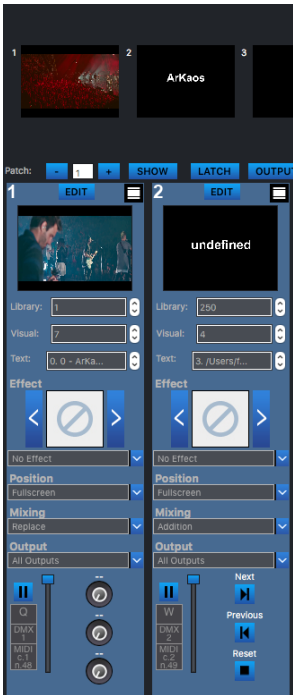 1 2 3
ArKaos
Patch: - 1 + SHOW LATCH OUTPUT
1 EDIT 2 EDIT
undefined
Library: 1 Library: 250
Visual: 7 Visual: 4
Text: 0. 0 - ArKa... Text: 3. /Users/f...
Effect Effect
< > < >
No Effect No Effect
Position Position
Fullscreen Fullscreen
Mixing Mixing
Replace Addition
Output Output
All Outputs All Outputs
-- Next
Q W
DMX DMX
1 -- 2 Previous
MIDI MIDI
c.1 c.2
n.48 -- n.49 Reset